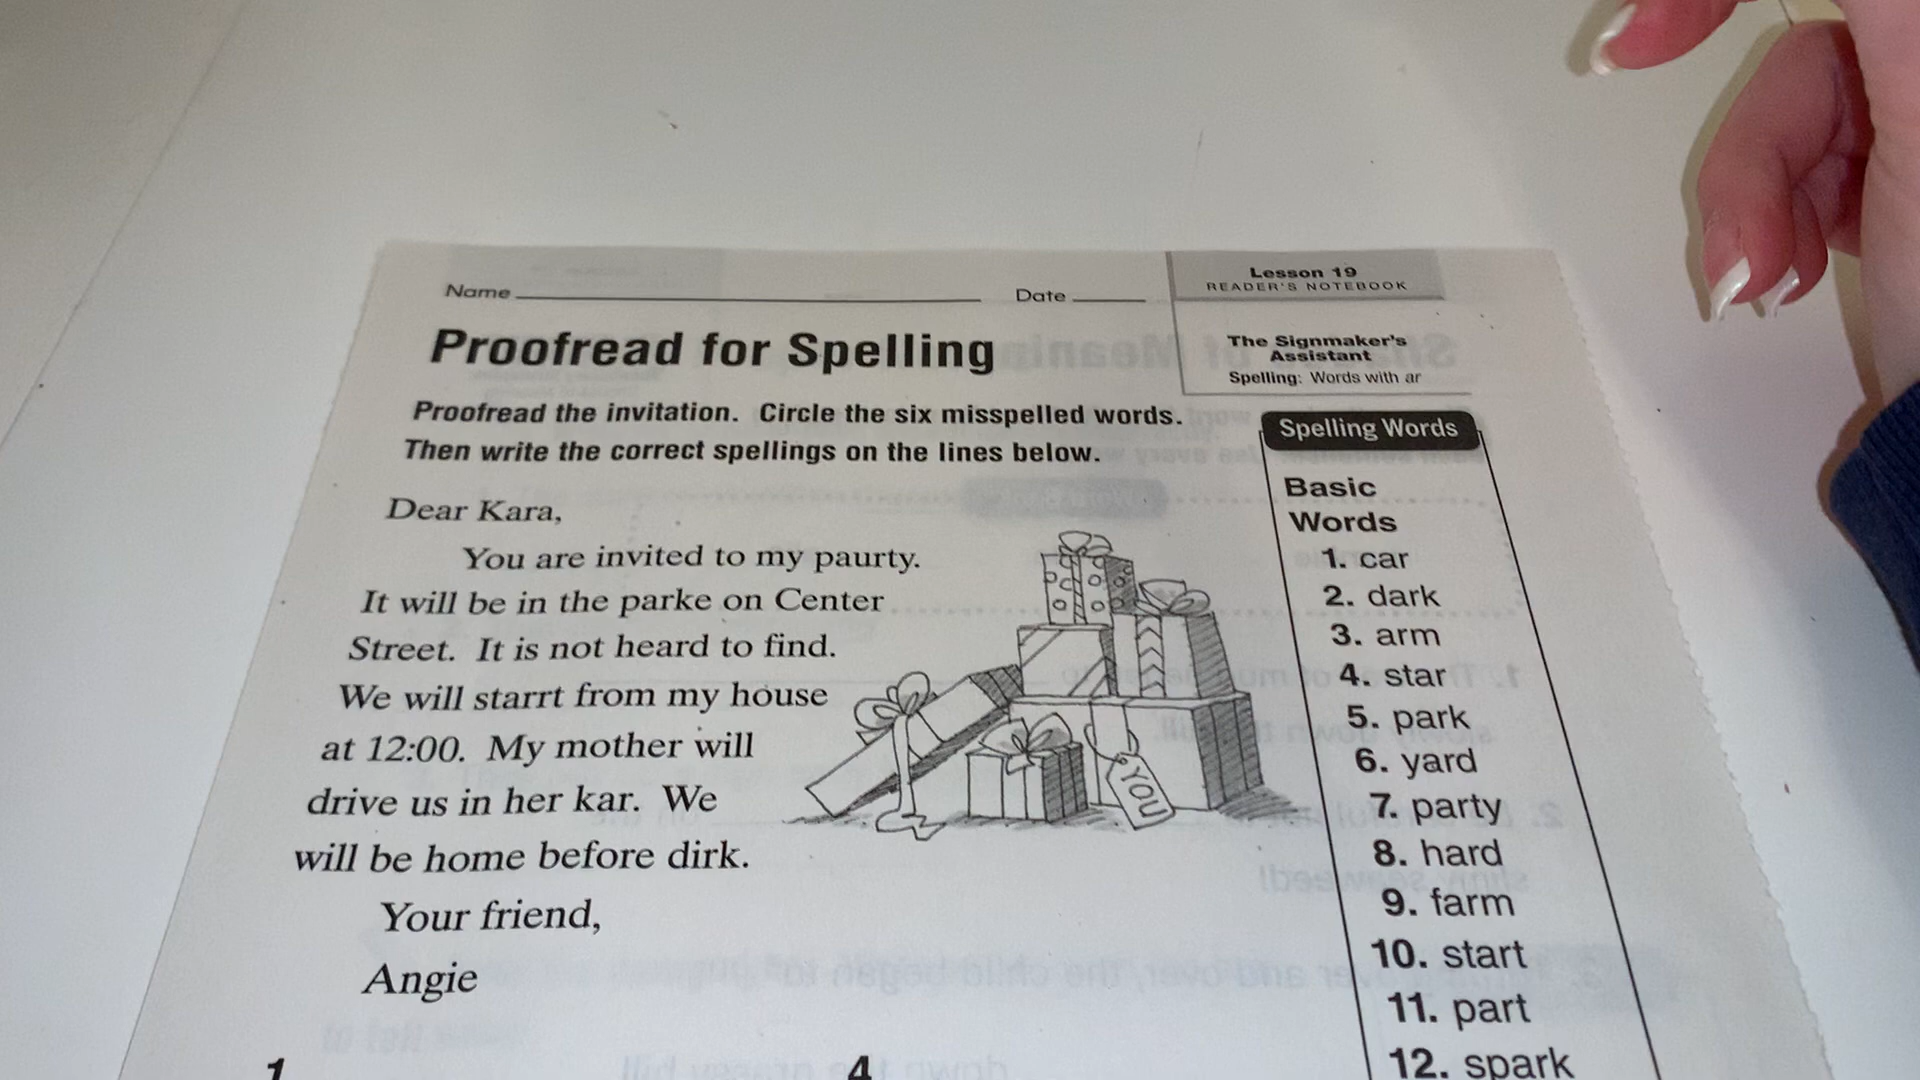 Name Date
Lesson 19
READER'S NOTEBOOK
Proofread for Spelling
The Signmaker's
Assistant
Spelling: Words with ar
Proofread the invitation. Circle the six misspelled words.
Then write the correct spellings on the lines below.
Dear Kara,
You are invited to my paurty.
It will be in the parke on Center
Street. It is not heard to find.
We will starrt from my house
at 12:00. My mother will
drive us in her kar. We
will be home before dirk.
Your friend,
Angie
YOU
1
4
Spelling Words
Basic
Words
1. car
2. dark
3. arm
4. star
5. park
6. yard
7. party
8. hard
9. farm
10. start
11. part
12. spark